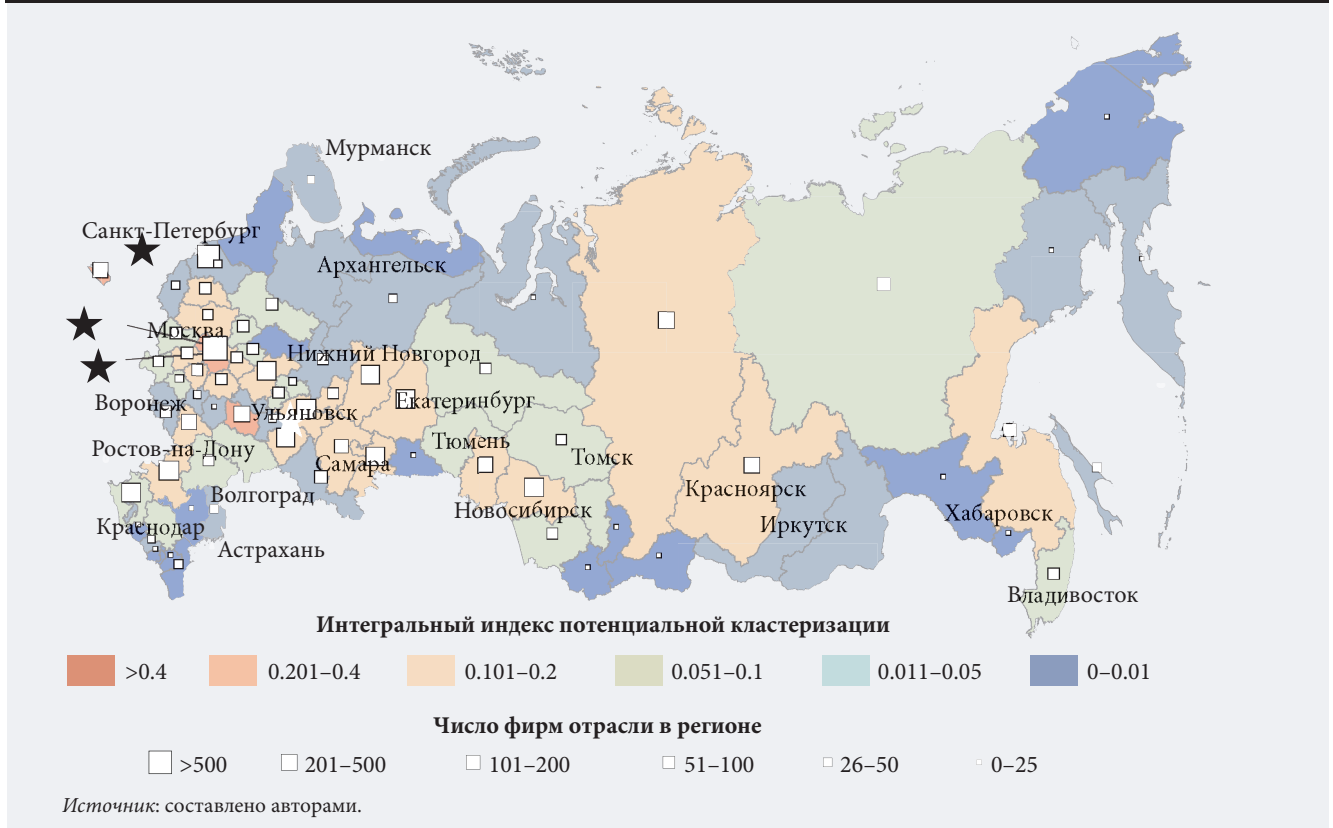 Мурманск
Санкт-Петербург
Архангельск
Москва
Нижний Новгород
Екатеринбург
Воронеж
Ульяновск
Ростов-на-Дону
Тюмень
Самара
Томск
Волгоград
Красноярск
Новосибирск
Краснодар
Иркутск
Хабаровск
Астрахань
Владивосток
Интегральный индекс потенциальной кластеризации
>0.4 0.201–0.4 0.101–0.2 0.051–0.1 0.011–0.05 0–0.01
Число фирм отрасли в регионе
>500 201–500 101–200 51–100 26–50 0–25
Источник: составлено авторами.